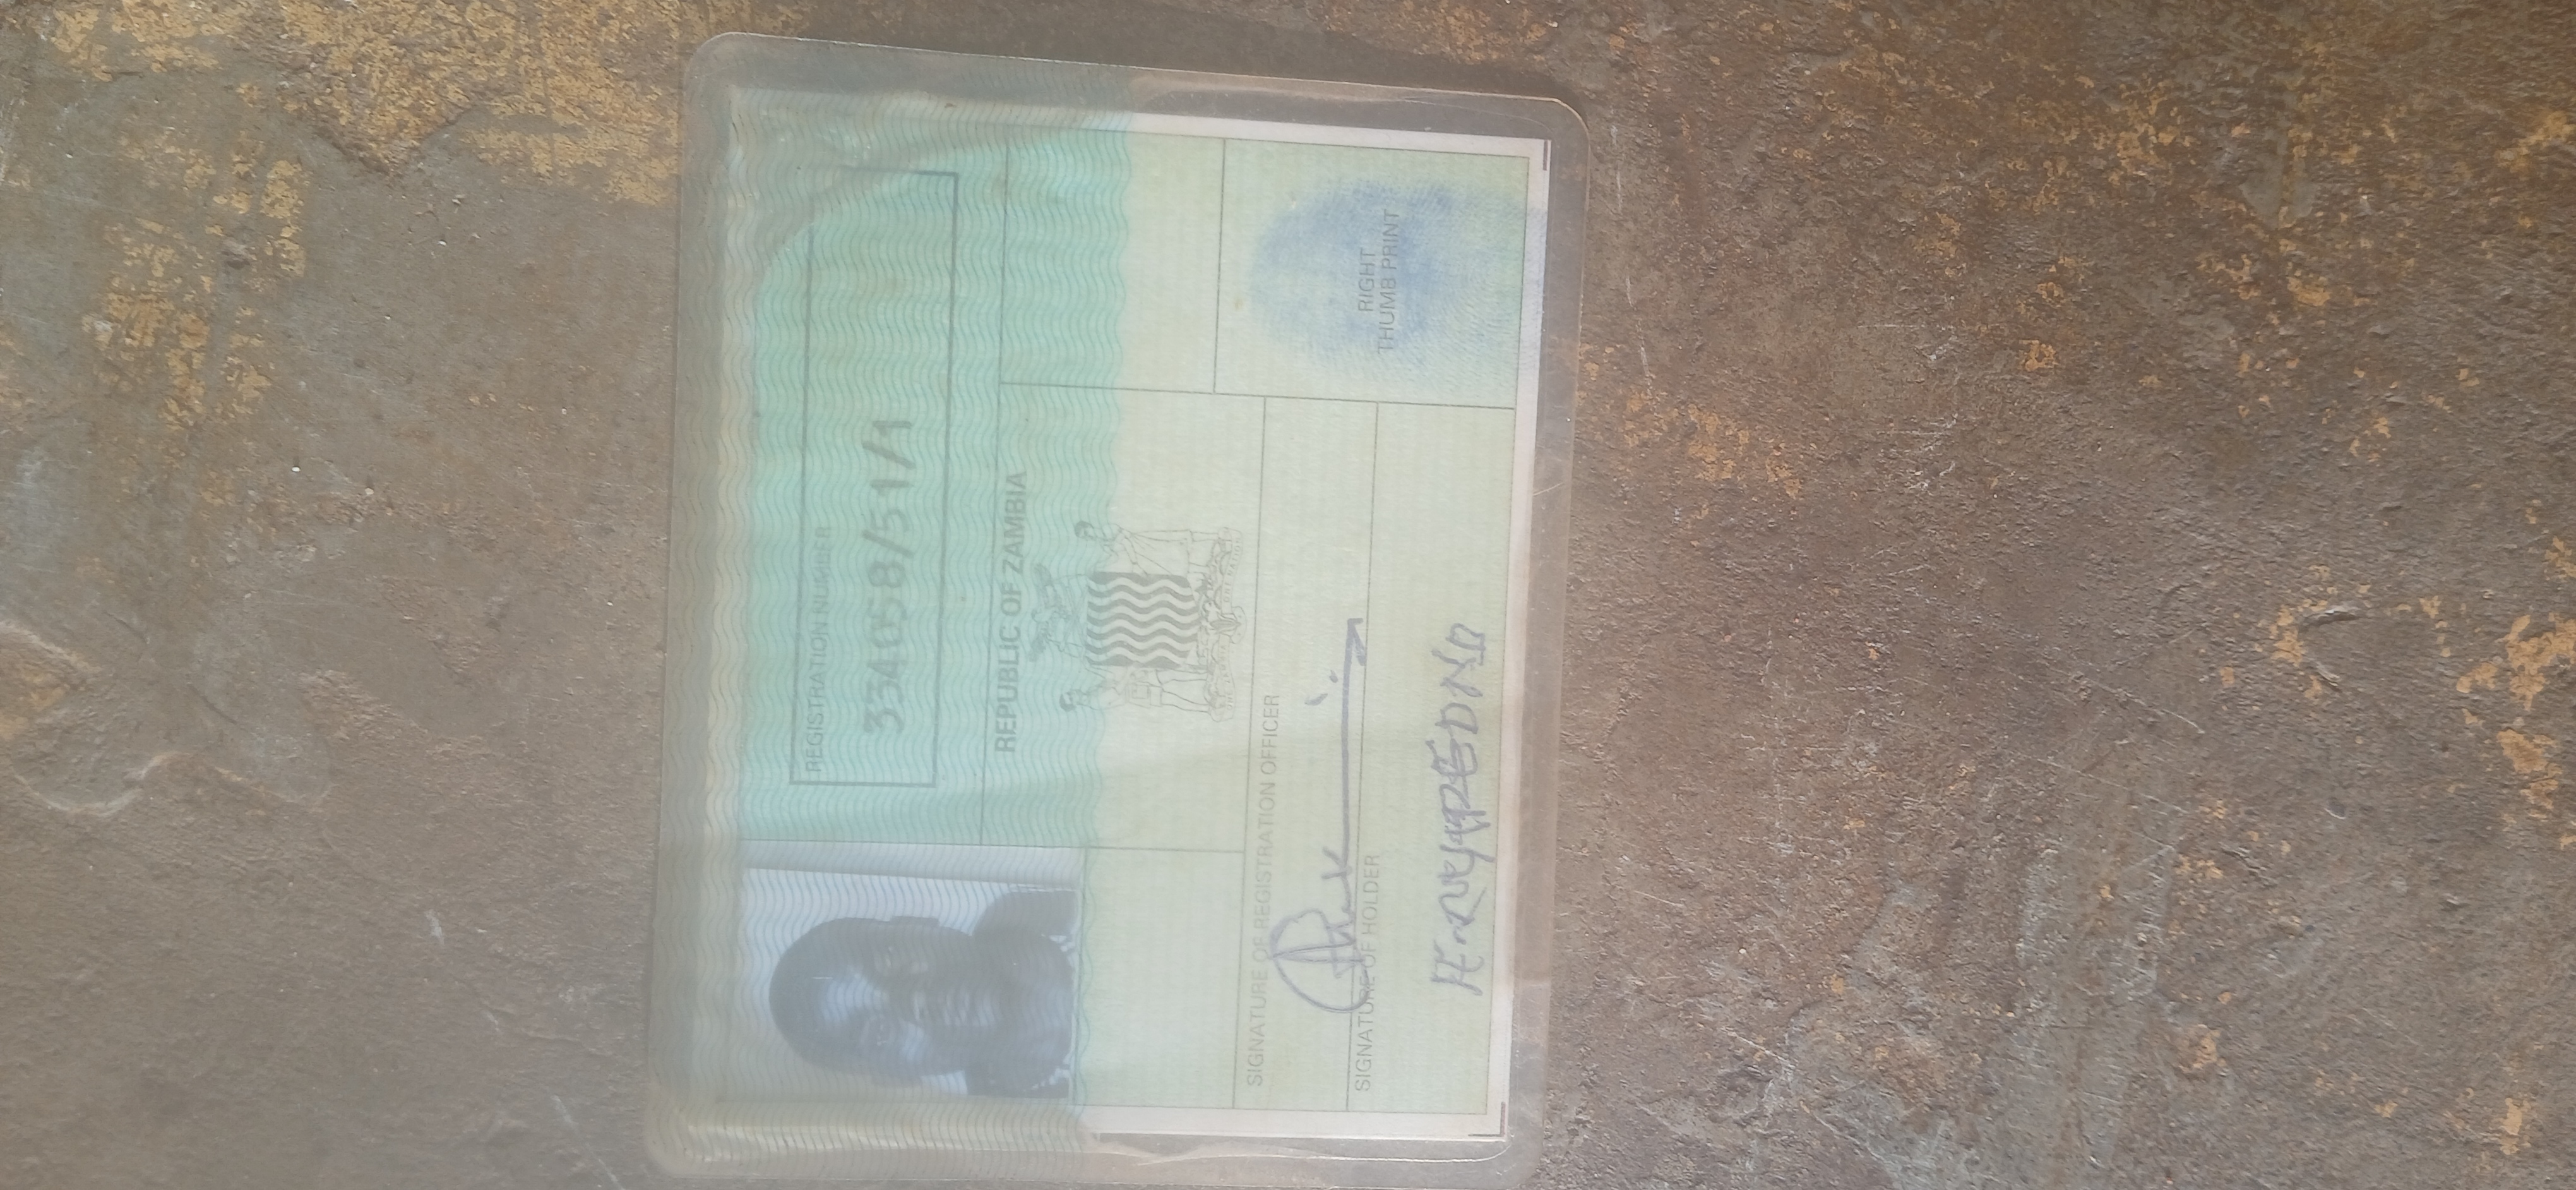 REGISTRATION NUMBER
334058/51/1
REPUBLIC OF ZAMBIA
SIGNATURE OF REGISTRATION OFFICER
SIGNATURE OF HOLDER
RIGHT
THUMB PRINT